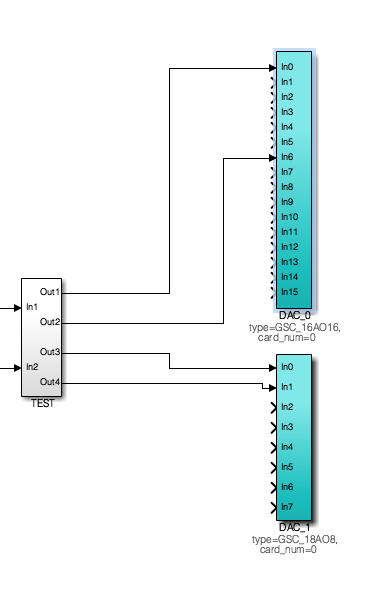 In0
In1
In2
In3
In4
In5
In6
In7
In8
In9
In10
In11
In12
In13
In14
In15
DAC_0
type=GSC_16AO16,
card_num=0
In1
In2
Out1
Out2
Out3
Out4
TEST
In0
In1
In2
In3
In4
In5
In6
In7
DAC_1
type=GSC_18AO8,
card_num=0